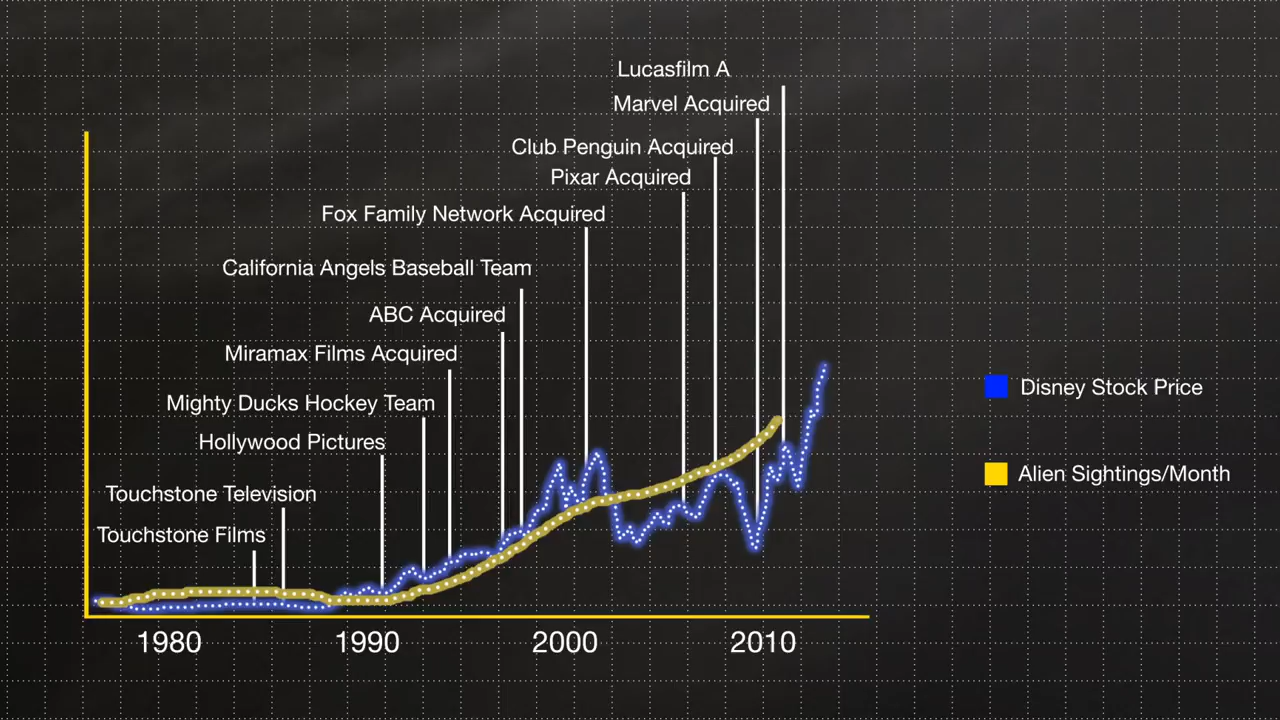 Lucasfilm A
Marvel Acquired
Club Penguin Acquired
Pixar Acquired
Fox Family Network Acquired
California Angels Baseball Team
ABC Acquired
Miramax Films Acquired
Mighty Ducks Hockey Team
Hollywood Pictures
Touchstone Television
Touchstone Films
Disney Stock Price
Alien Sightings/Month
1980 1990 2000 2010